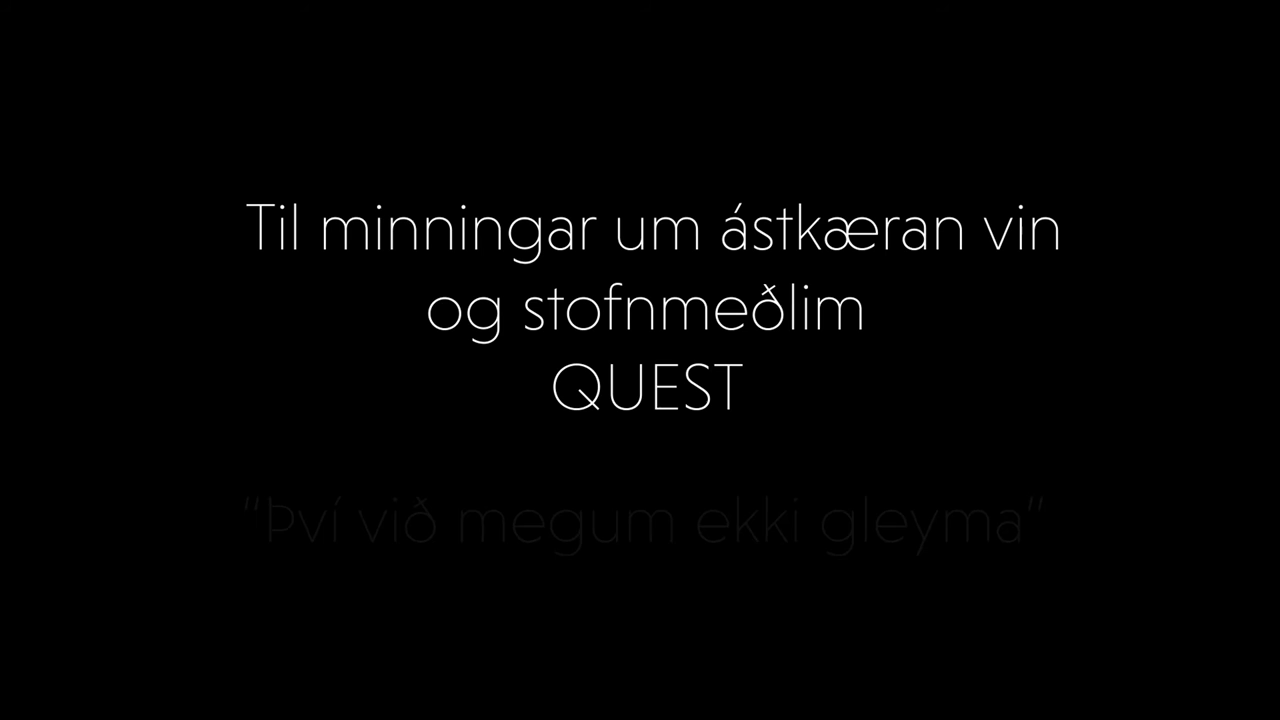 Til minningar um ástkæran vin
og stofnmeðlim
QUEST
"Því við megum ekki gleyma"